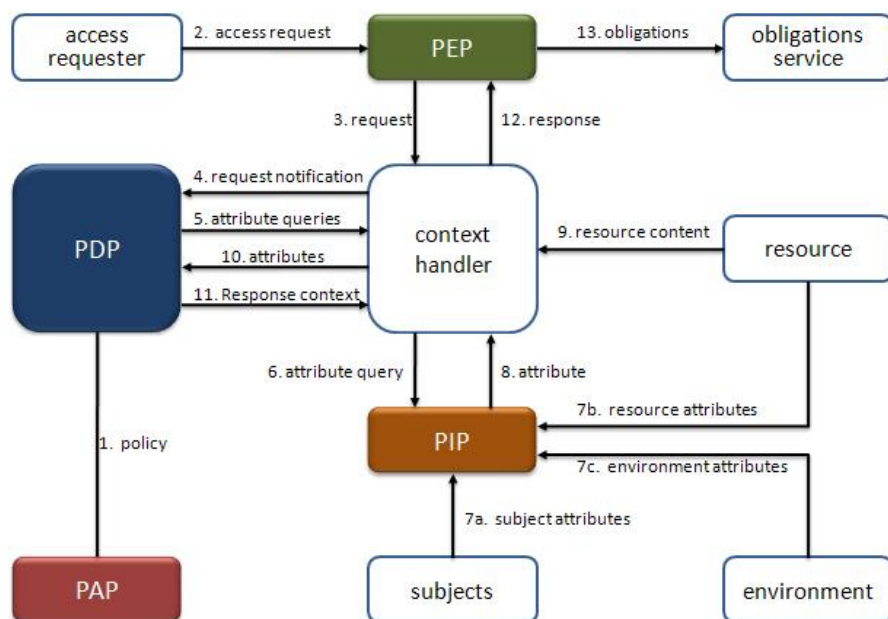 access
requester
2. access request
PEP
13. obligations
obligations
service
3. request
12. response
PDP
4. request notification
5. attribute queries
10. attributes
11. Response context
context
handler
9. resource content
resource
6. attribute query
8. attribute
1. policy
PIP
7b. resource attributes
7c. environment attributes
7a. subject attributes
PAP
subjects
environment